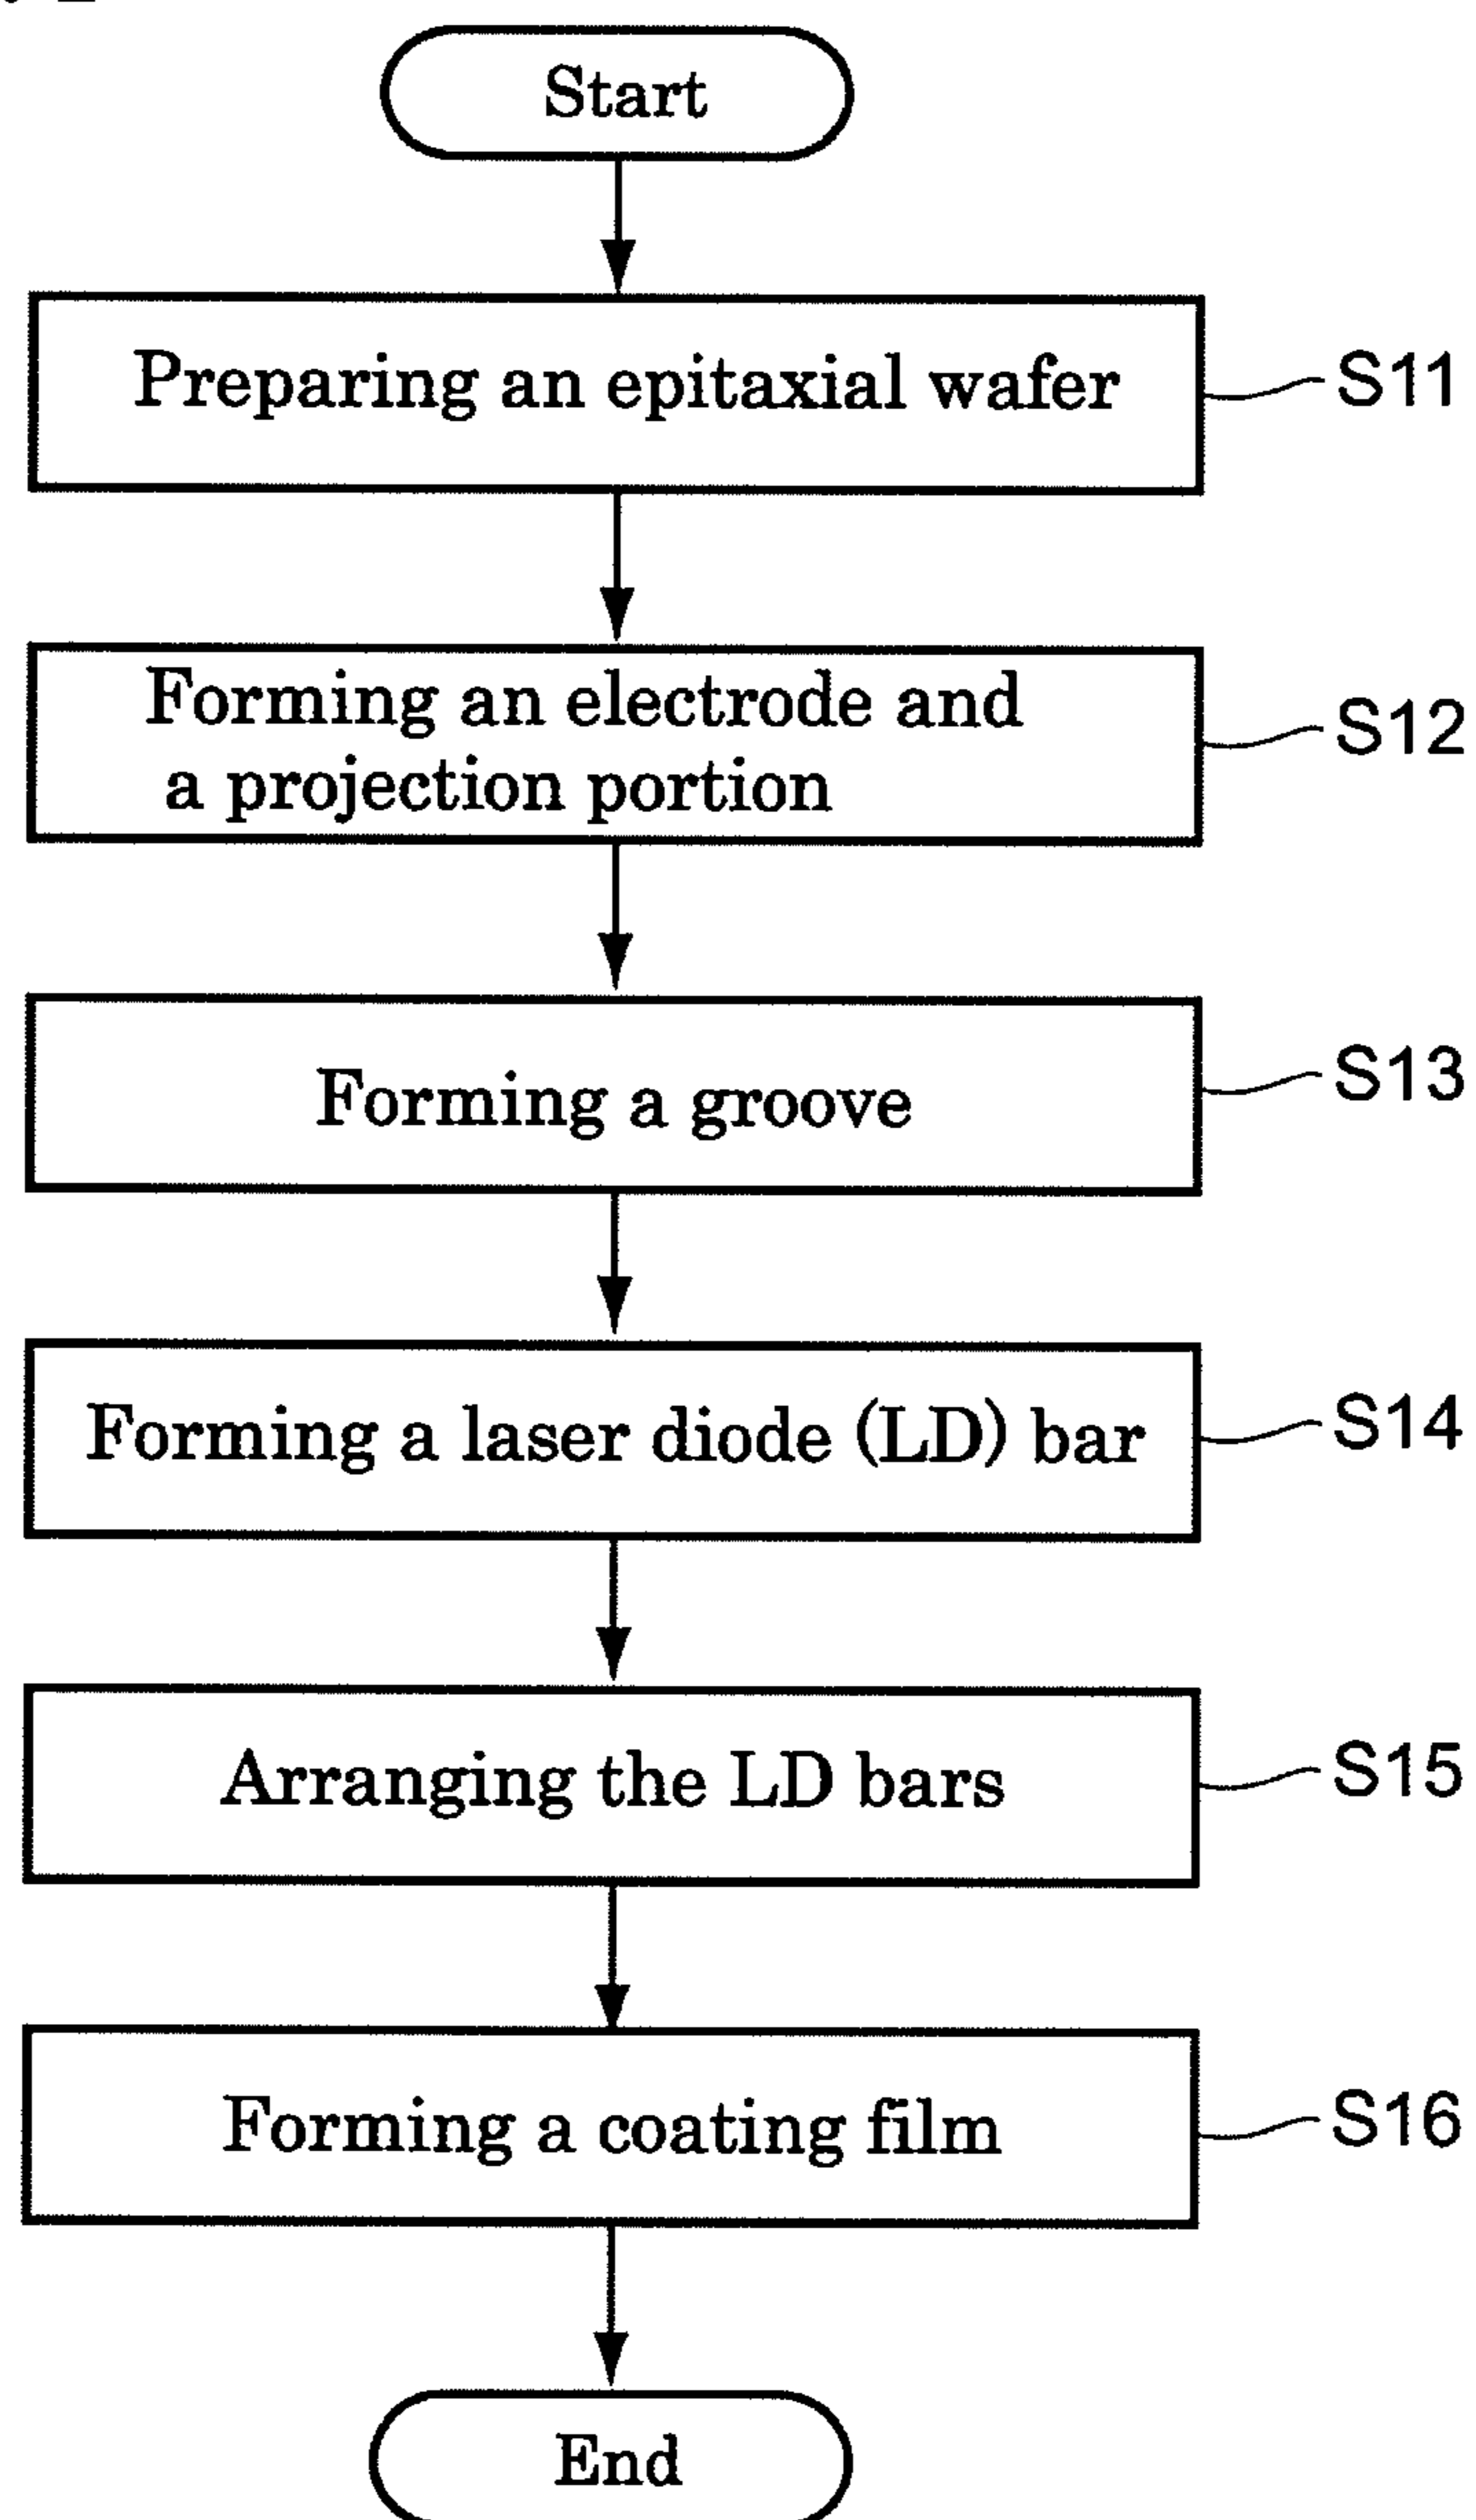 Start
Preparing an epitaxial wafer
S11
Forming an electrode and
a projection portion
S12
Forming a groove
S13
Forming a laser diode (LD) bar
S14
Arranging the LD bars
S15
Forming a coating film
S16
End